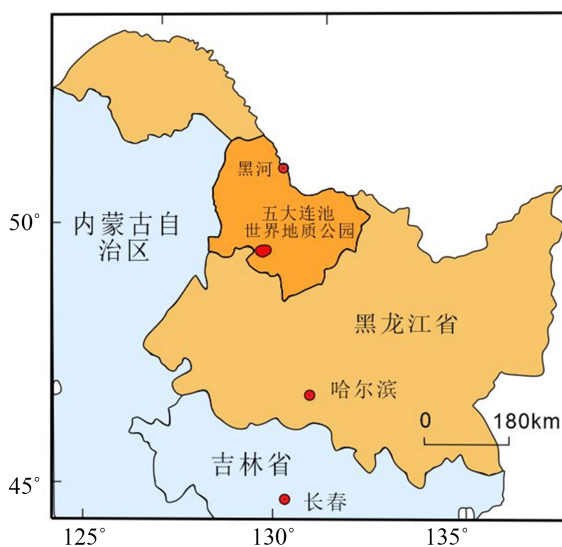 黑河
五大连池
世界地质公园
50°
内蒙古自
治区
黑龙江省
哈尔滨
0 180km
吉林省
45°
长春
125° 130° 135°